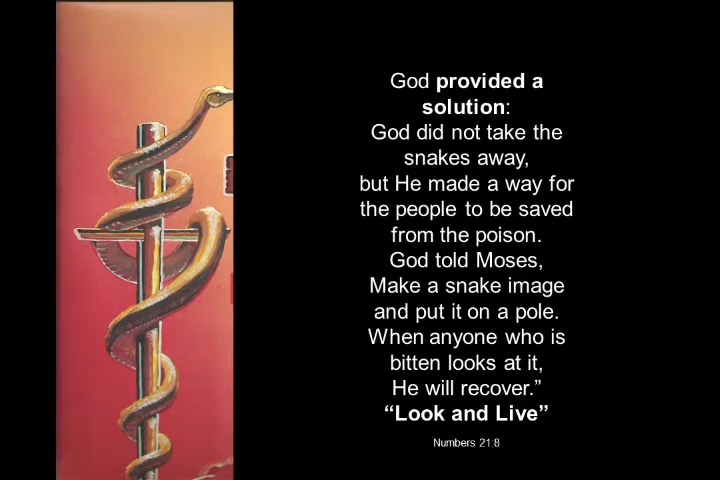 God provided a
solution:
God did not take the
snakes away,
but He made a way for
the people to be saved
from the poison.
God told Moses,
Make a snake image
and put it on a pole.
When anyone who is
bitten looks at it,
He will recover.”
“Look and Live”
Numbers 21:8